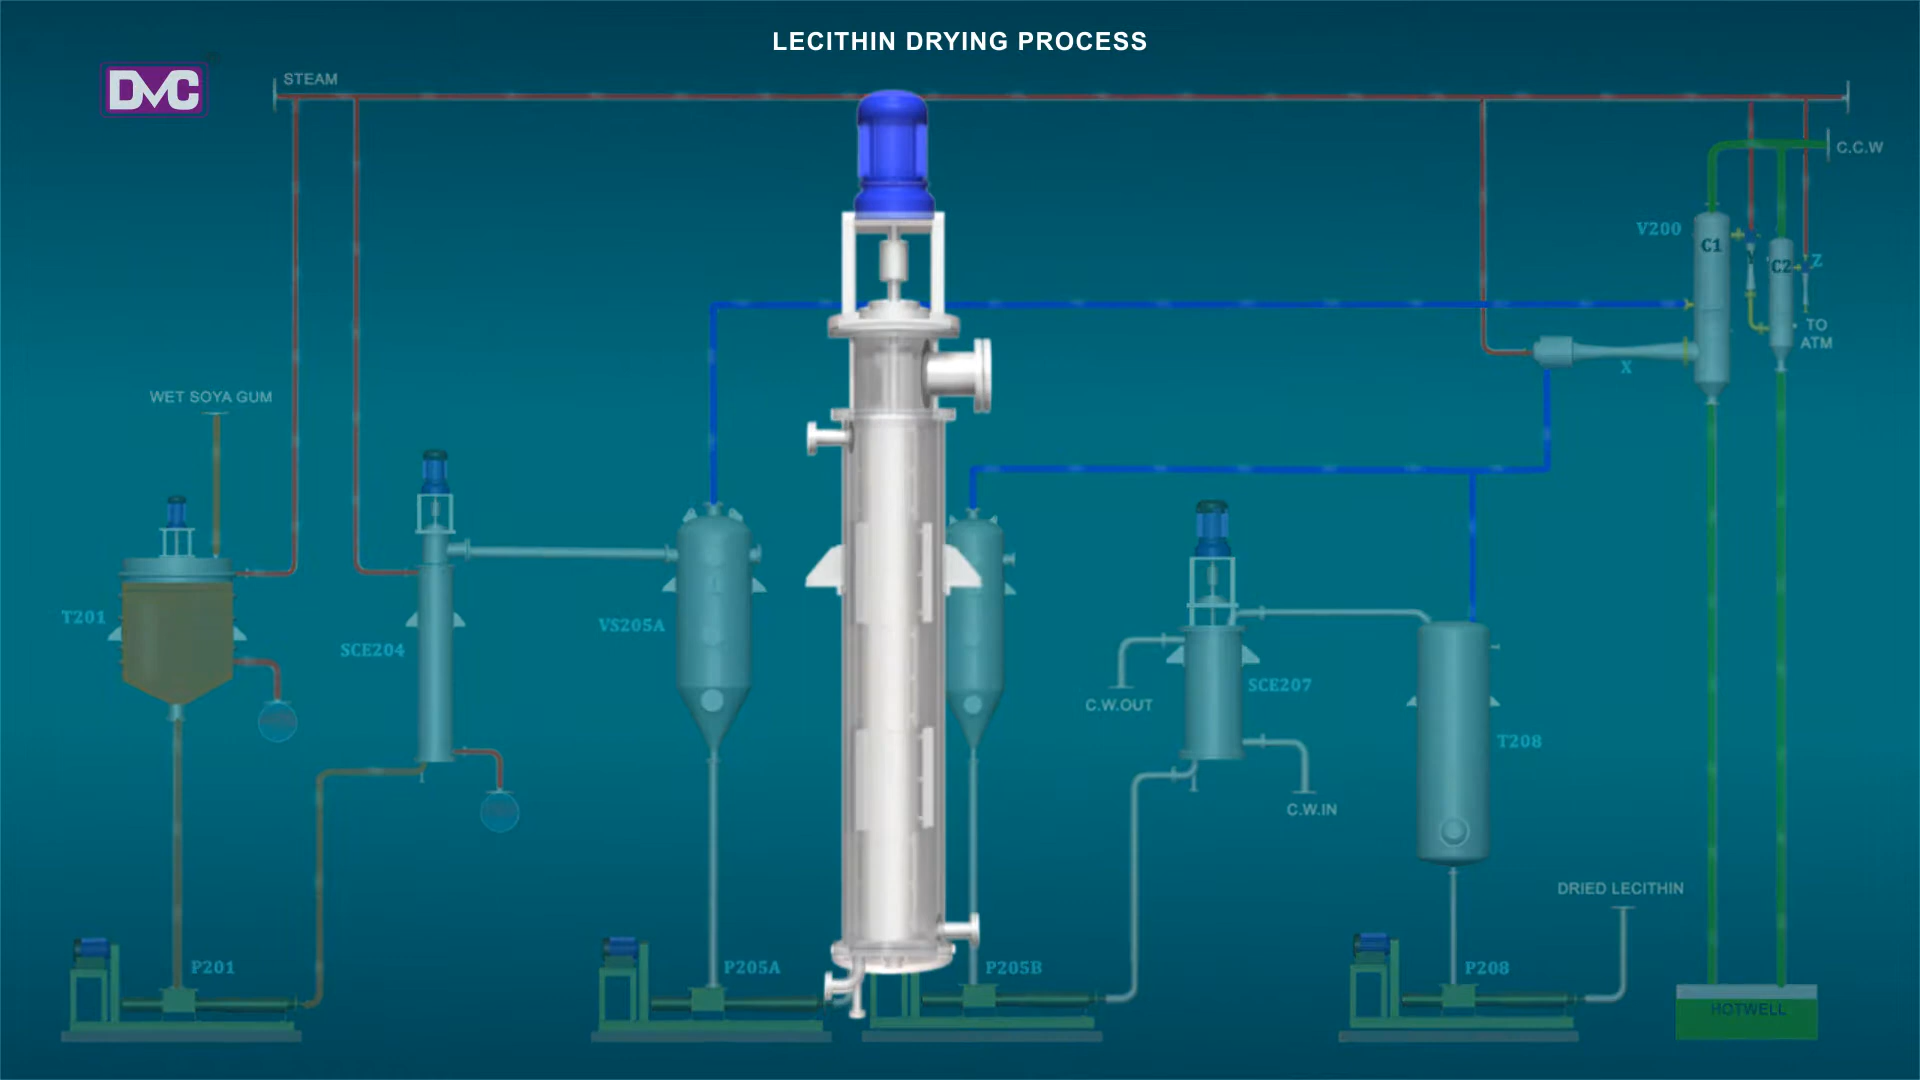 LECITHIN DRYING PROCESS
DVC
STEAM
C.C.W
V200
C1
Y
C2
Z
TO
ATM
X
WET SOYA GUM
T201
SCE204
VS205A
SCE207
C.W.OUT
T208
C.W.IN
DRIED LECITHIN
P201
P205A
P205B
P208
HOTWELL